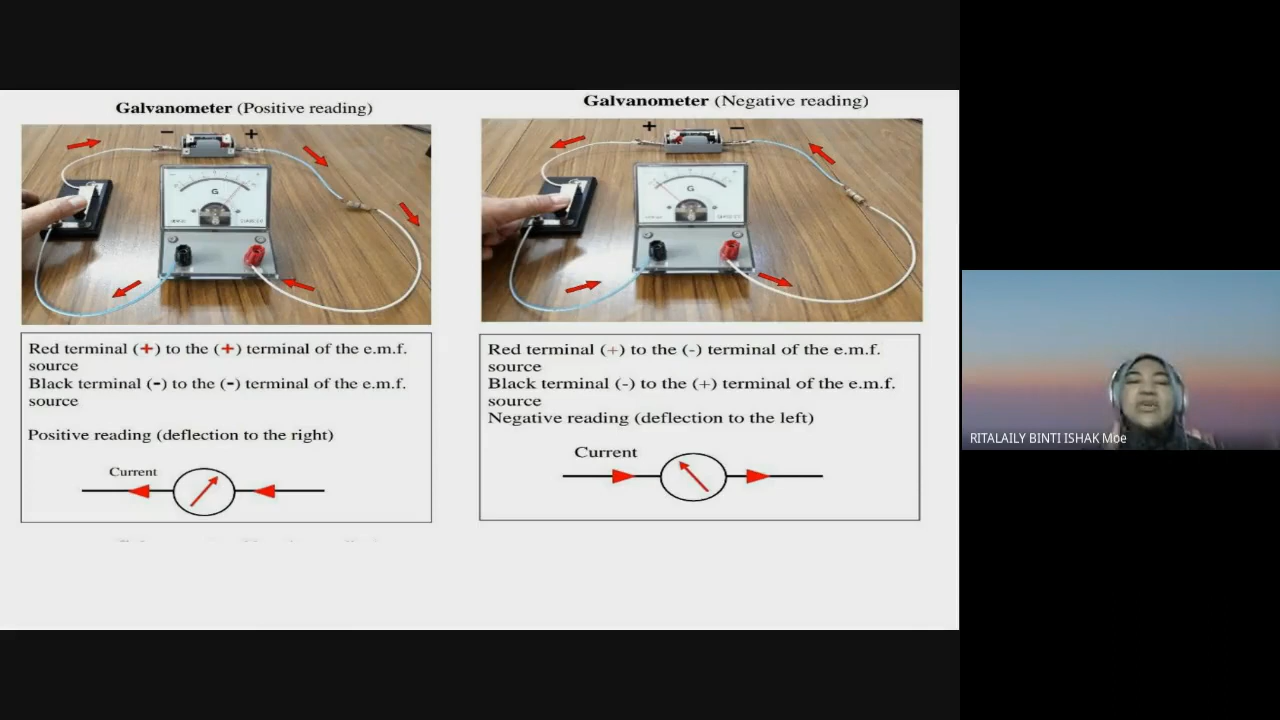 Galvanometer (Positive reading)
- +
G
Red terminal (+) to the (+) terminal of the e.m.f.
source
Black terminal (-) to the (-) terminal of the e.m.f.
source
Positive reading (deflection to the right)
Current
Galvanometer (Negative reading)
+ -
G
Red terminal (+) to the (-) terminal of the e.m.f.
source
Black terminal (-) to the (+) terminal of the e.m.f.
source
Negative reading (deflection to the left)
Current
RITALAILY BINTI ISHAK Moe